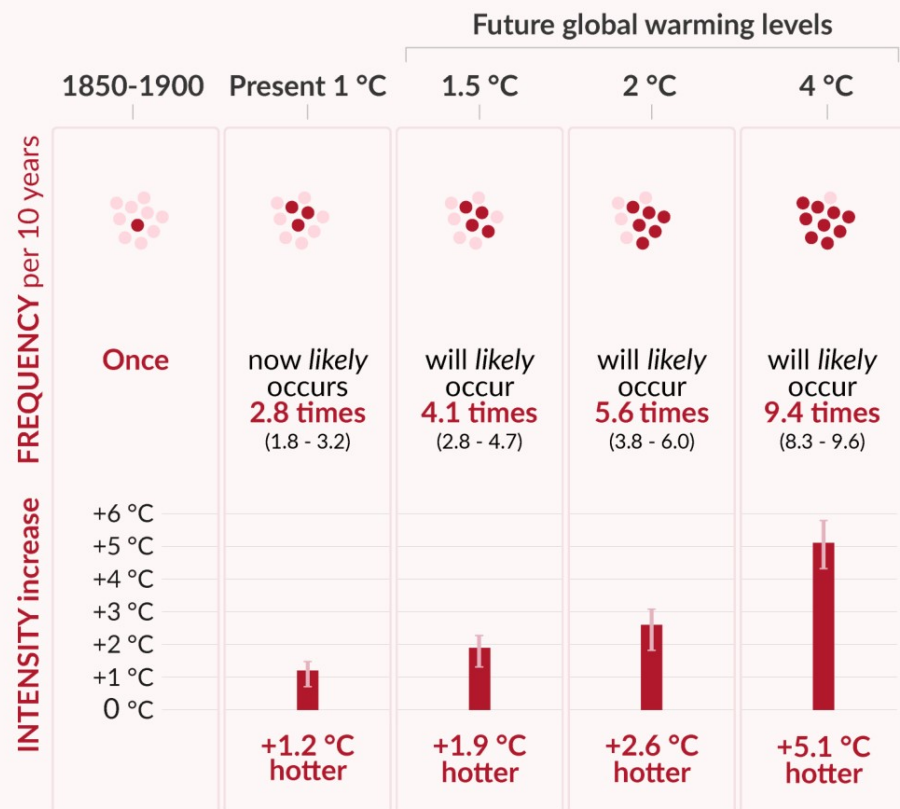 Future global warming levels
1850-1900
Present 1 °C
1.5 °C
2 °C
4 °C
FREQUENCY per 10 years
Once
now likely
occurs
2.8 times
(1.8 - 3.2)
will likely
occur
4.1 times
(2.8 - 4.7)
will likely
occur
5.6 times
(3.8 - 6.0)
will likely
occur
9.4 times
(8.3 - 9.6)
INTENSITY increase
+6 °C
+5 °C
+4 °C
+3 °C
+2 °C
+1 °C
0 °C
+1.2 °C
hotter
+1.9 °C
hotter
+2.6 °C
hotter
+5.1 °C
hotter